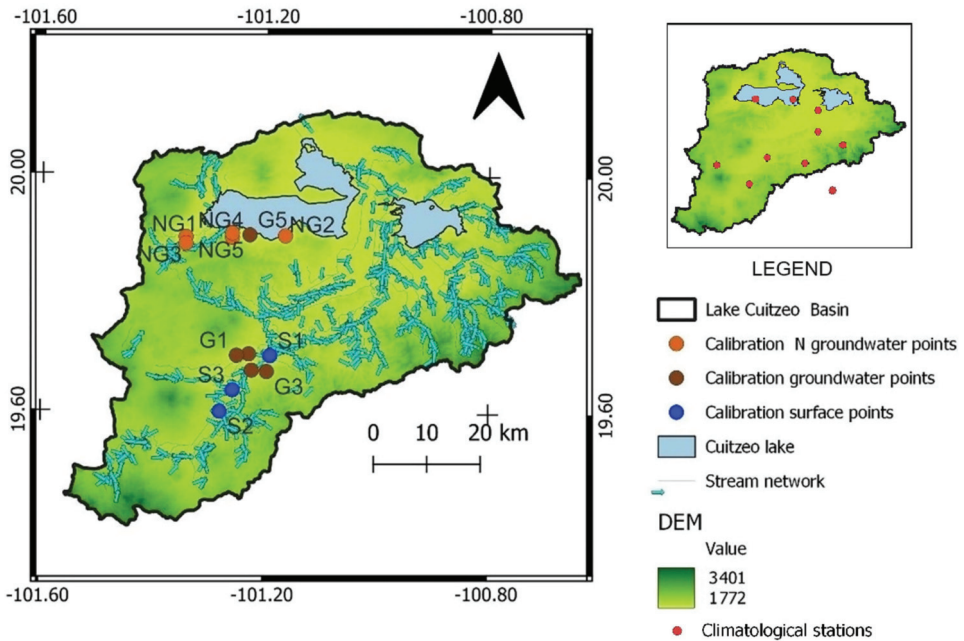 -101.60
-101.20
-100.80
20.00
20.00
NG1
NG4
G5
NG2
NG3
NG5
G1
S1
S3
G3
S2
19.60
19.60
0 10 20 km
-101.60
-101.20
-100.80
LEGEND
Lake Cuitzeo Basin
Calibration N groundwater points
Calibration groundwater points
Calibration surface points
Cuitzeo lake
Stream network
DEM
Value
3401
1772
Climatological stations